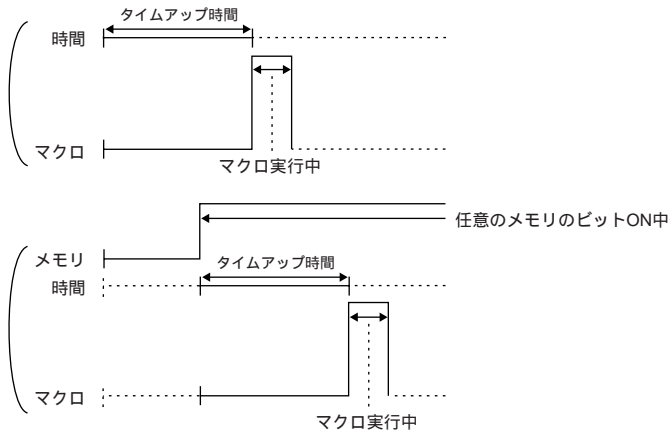 タイムアップ時間
時間
マクロ
マクロ実行中
任意のメモリのビットON中
メモリ
タイムアップ時間
時間
マクロ
マクロ実行中